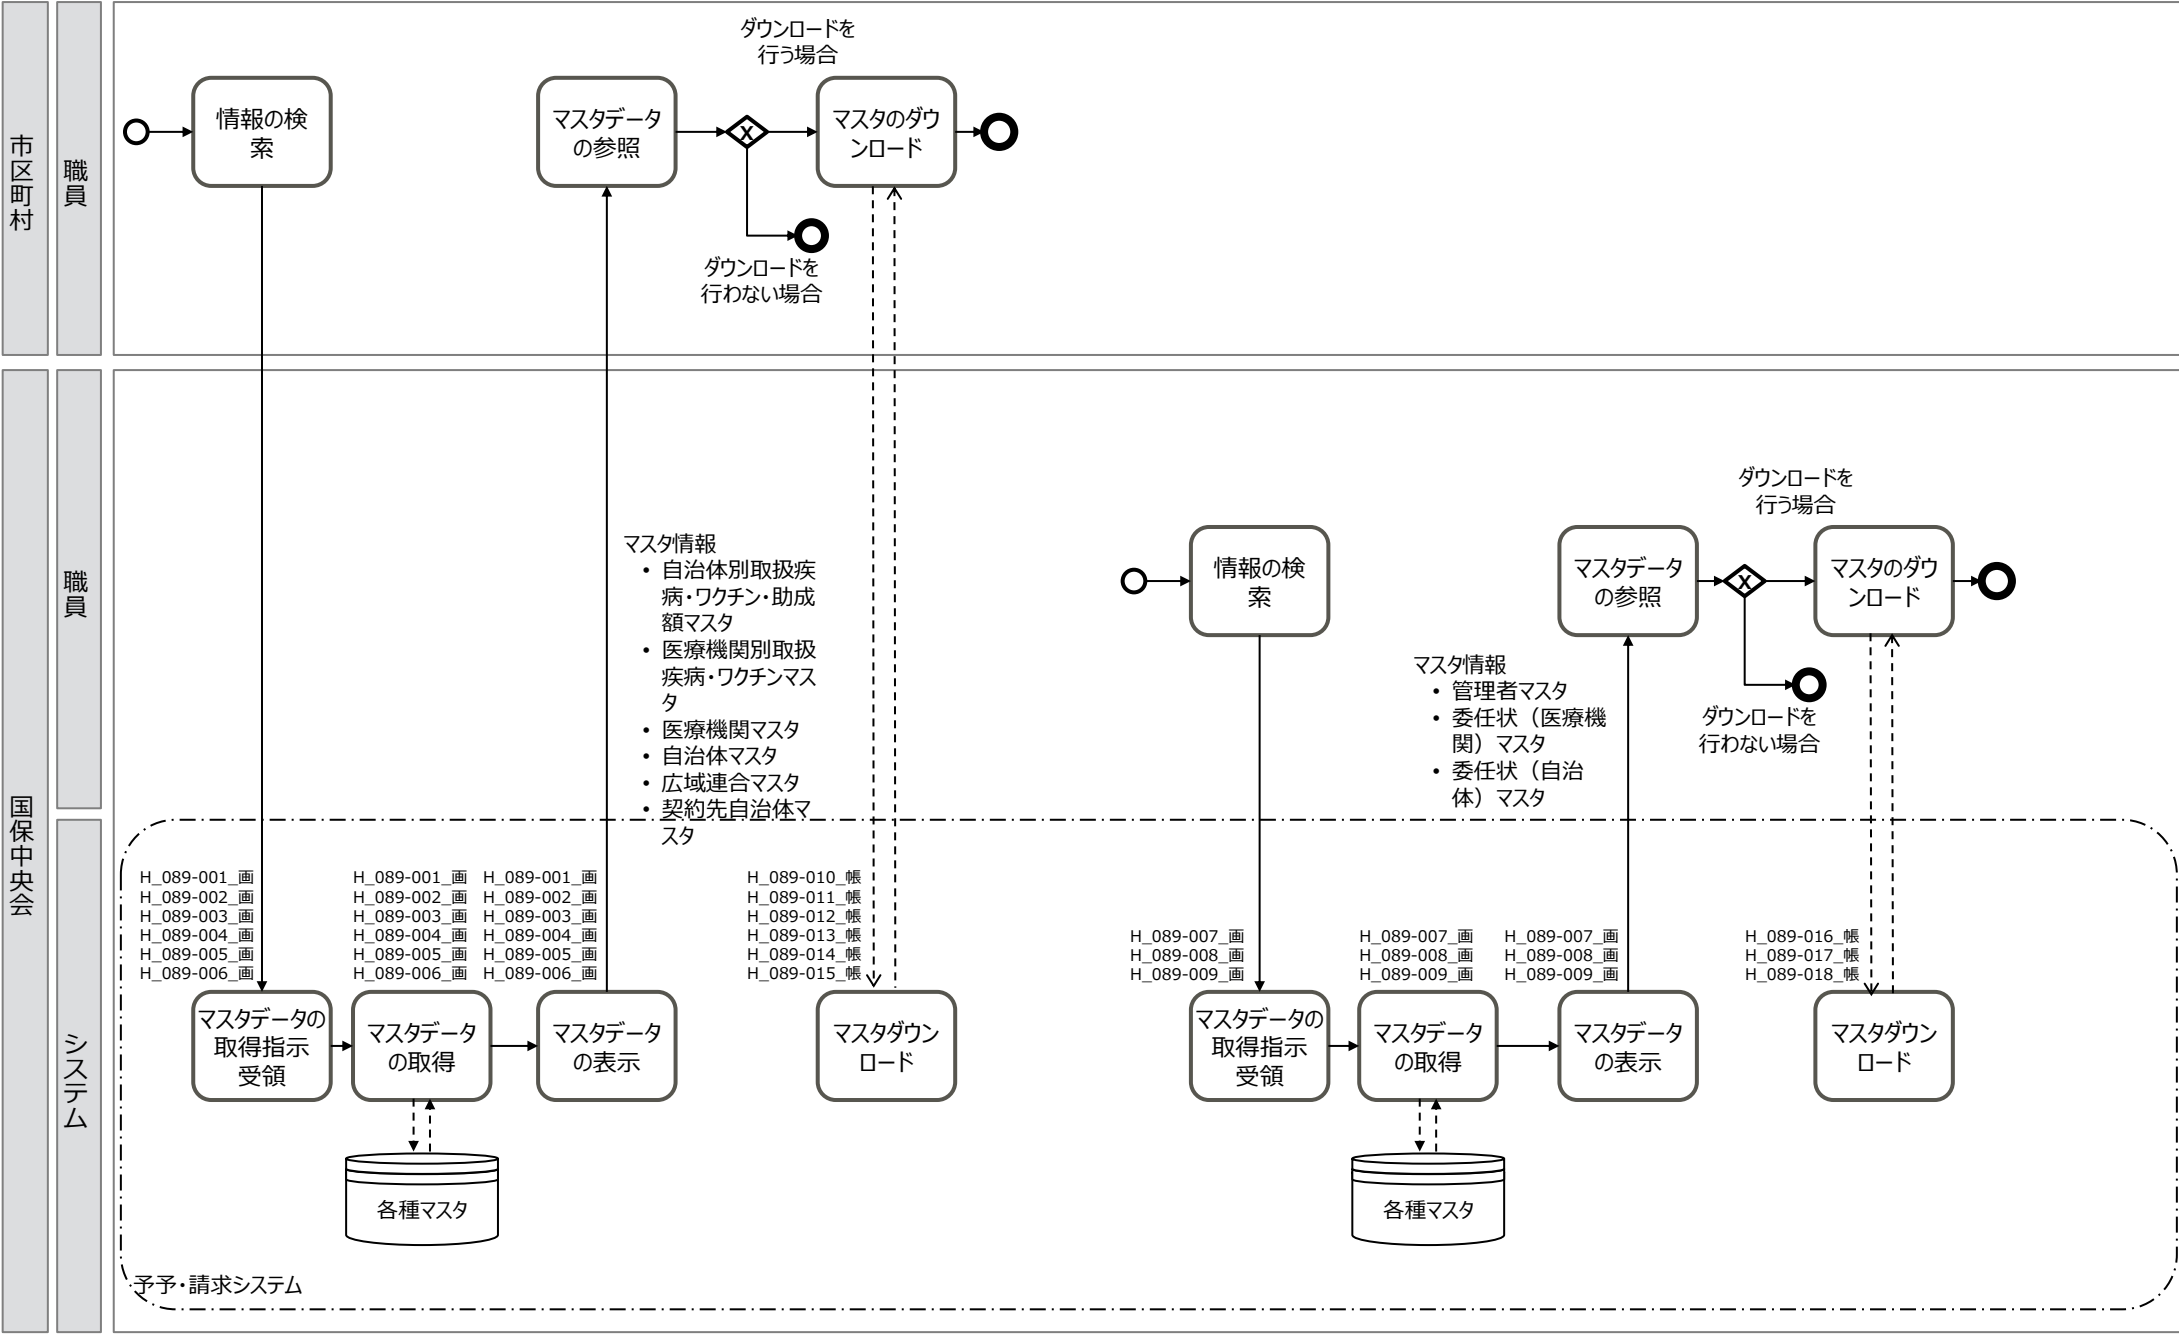 市区町村
職員
ダウンロードを
行う場合
情報の検
索
マスタデータ
の参照
X
マスタのダウ
ンロード
ダウンロードを
行わない場合
国保中央会
職員
マスタ情報
• 自治体別取扱疾
病・ワクチン・助成
額マスタ
• 医療機関別取扱
疾病・ワクチンマス
タ
• 医療機関マスタ
• 自治体マスタ
• 広域連合マスタ
• 契約先自治体マ
スタ
ダウンロードを
行う場合
情報の検
索
マスタデータ
の参照
X
マスタのダウ
ンロード
マスタ情報
• 管理者マスタ
• 委任状（医療機
関）マスタ
• 委任状（自治
体）マスタ
ダウンロードを
行わない場合
システム
H_089-001_画
H_089-002_画
H_089-003_画
H_089-004_画
H_089-005_画
H_089-006_画
H_089-001_画
H_089-002_画
H_089-003_画
H_089-004_画
H_089-005_画
H_089-006_画
H_089-001_画
H_089-002_画
H_089-003_画
H_089-004_画
H_089-005_画
H_089-006_画
H_089-010_帳
H_089-011_帳
H_089-012_帳
H_089-013_帳
H_089-014_帳
H_089-015_帳
H_089-007_画
H_089-008_画
H_089-009_画
H_089-007_画
H_089-008_画
H_089-009_画
H_089-007_画
H_089-008_画
H_089-009_画
H_089-016_帳
H_089-017_帳
H_089-018_帳
マスタデータの
取得指示
受領
マスタデータ
の取得
マスタデータ
の表示
マスタダウン
ロード
マスタデータの
取得指示
受領
マスタデータ
の取得
マスタデータ
の表示
マスタダウン
ロード
各種マスタ
各種マスタ
予予・請求システム